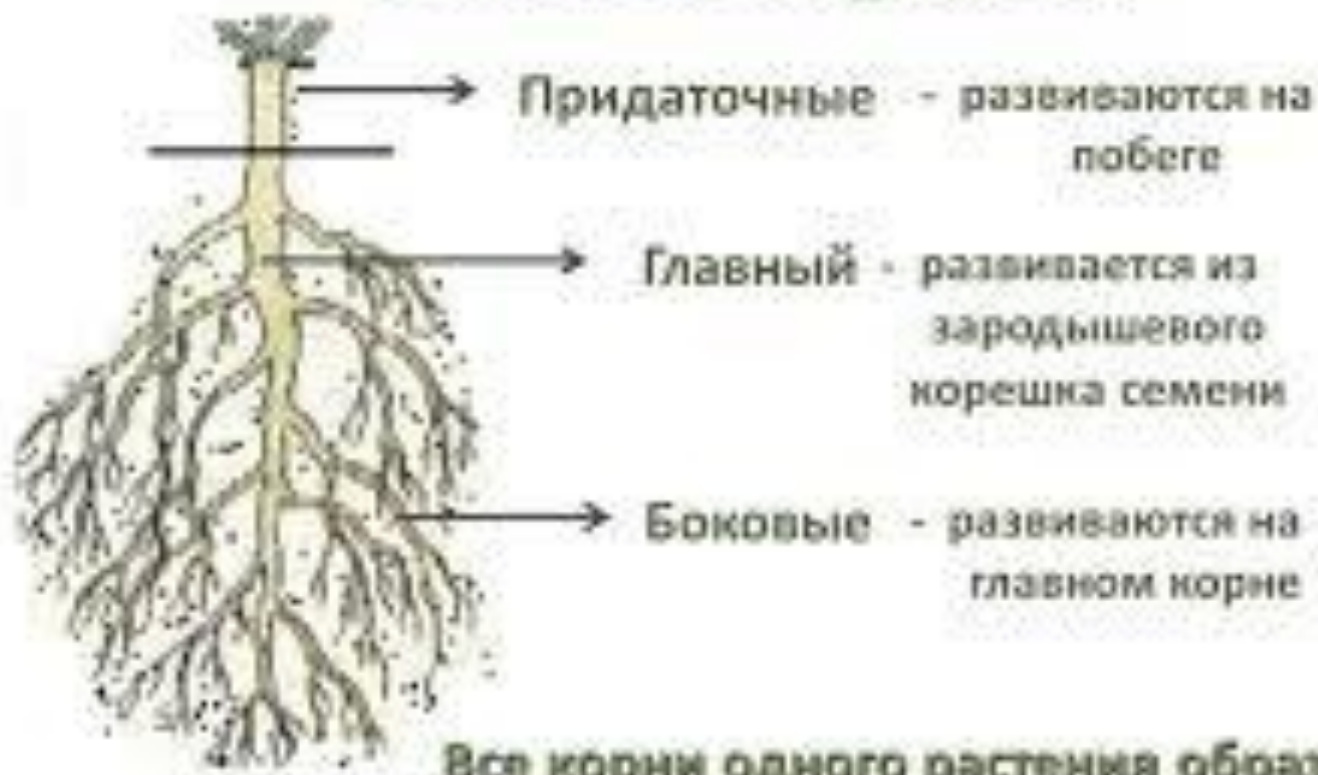 Придаточные - развиваются на
побеге
Главный - развивается из
зародышевого
корешка семени
Боковые - развиваются на
главном корне
Все корни одного растения образ